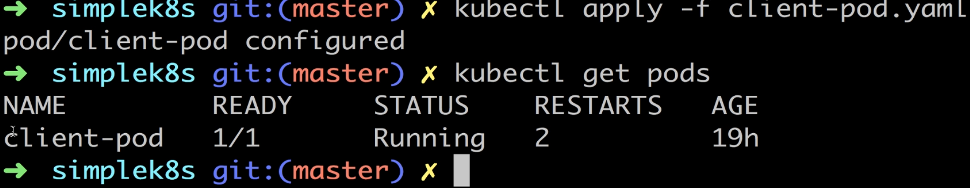 ➜ simplek8s git:(master) ✗ kubectl apply -f client-pod.yaml
pod/client-pod configured
➜ simplek8s git:(master) ✗ kubectl get pods
NAME READY STATUS RESTARTS AGE
client-pod 1/1 Running 2 19h
➜ simplek8s git:(master) ✗